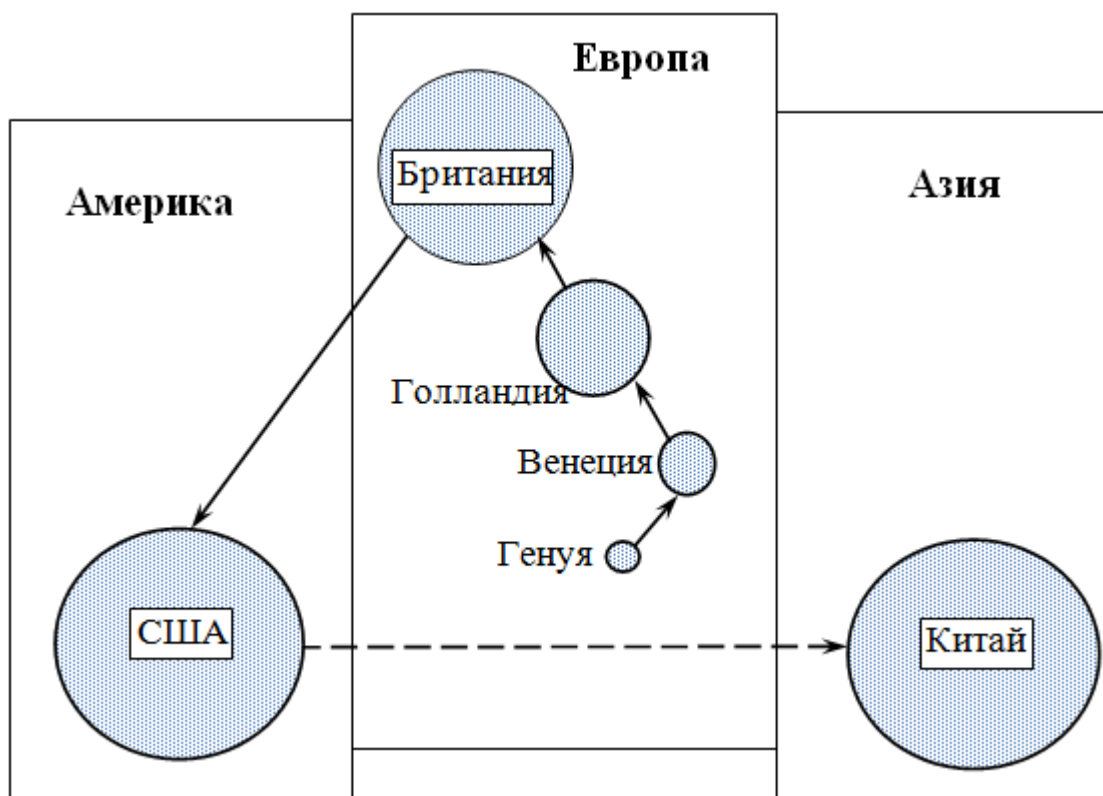 Европа
Америка
Азия
Британия
Голландия
Венеция
Генуя
США
Китай